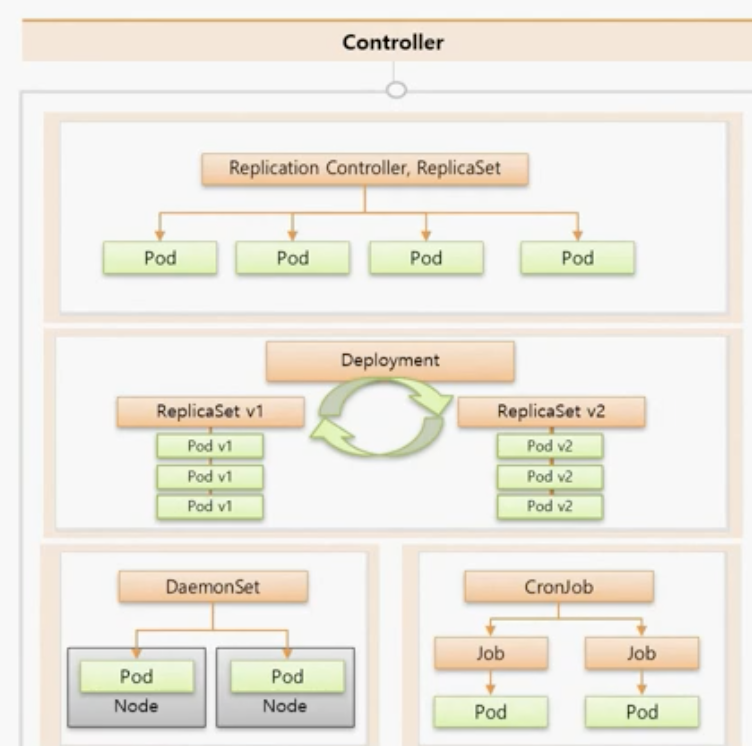 Controller
Replication Controller, ReplicaSet
Pod
Pod
Pod
Pod
Deployment
ReplicaSet v1
ReplicaSet v2
Pod v1
Pod v2
Pod v1
Pod v2
Pod v1
Pod v2
DaemonSet
CronJob
Job
Job
Pod
Pod
Node
Node
Pod
Pod